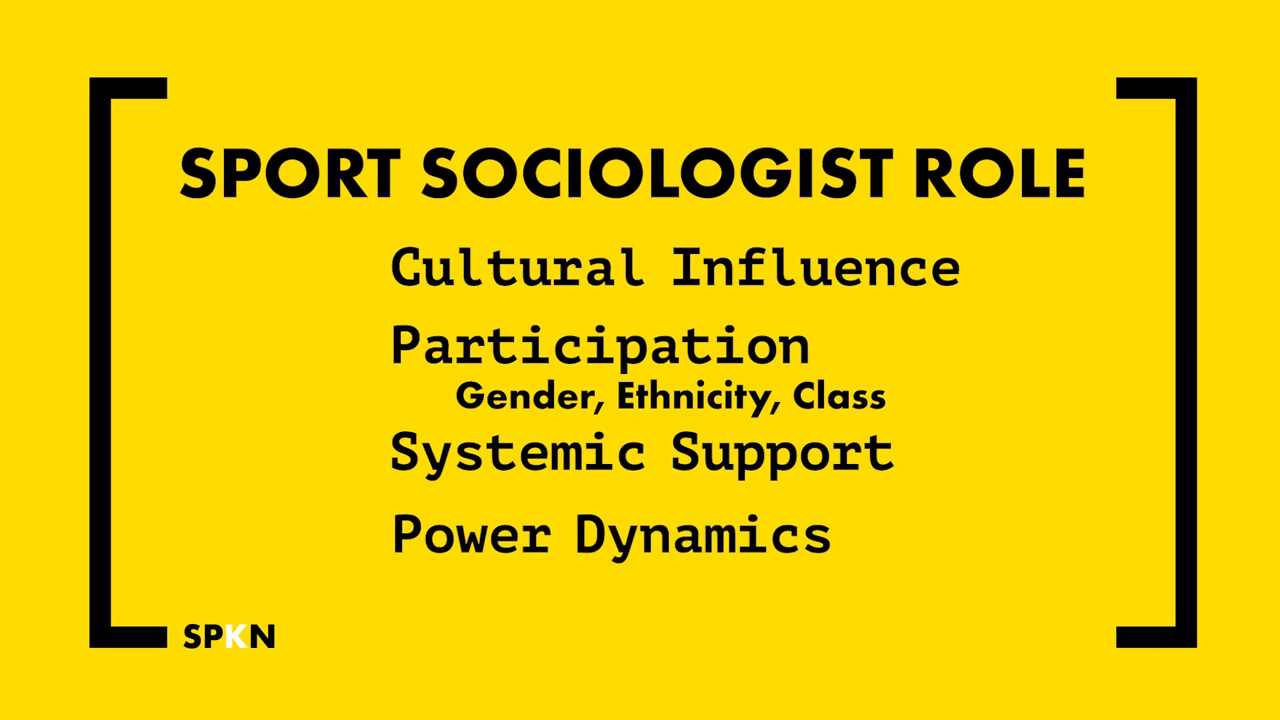 SPORT SOCIOLOGIST ROLE
Cultural Influence
Participation
Gender, Ethnicity, Class
Systemic Support
Power Dynamics
SPKN